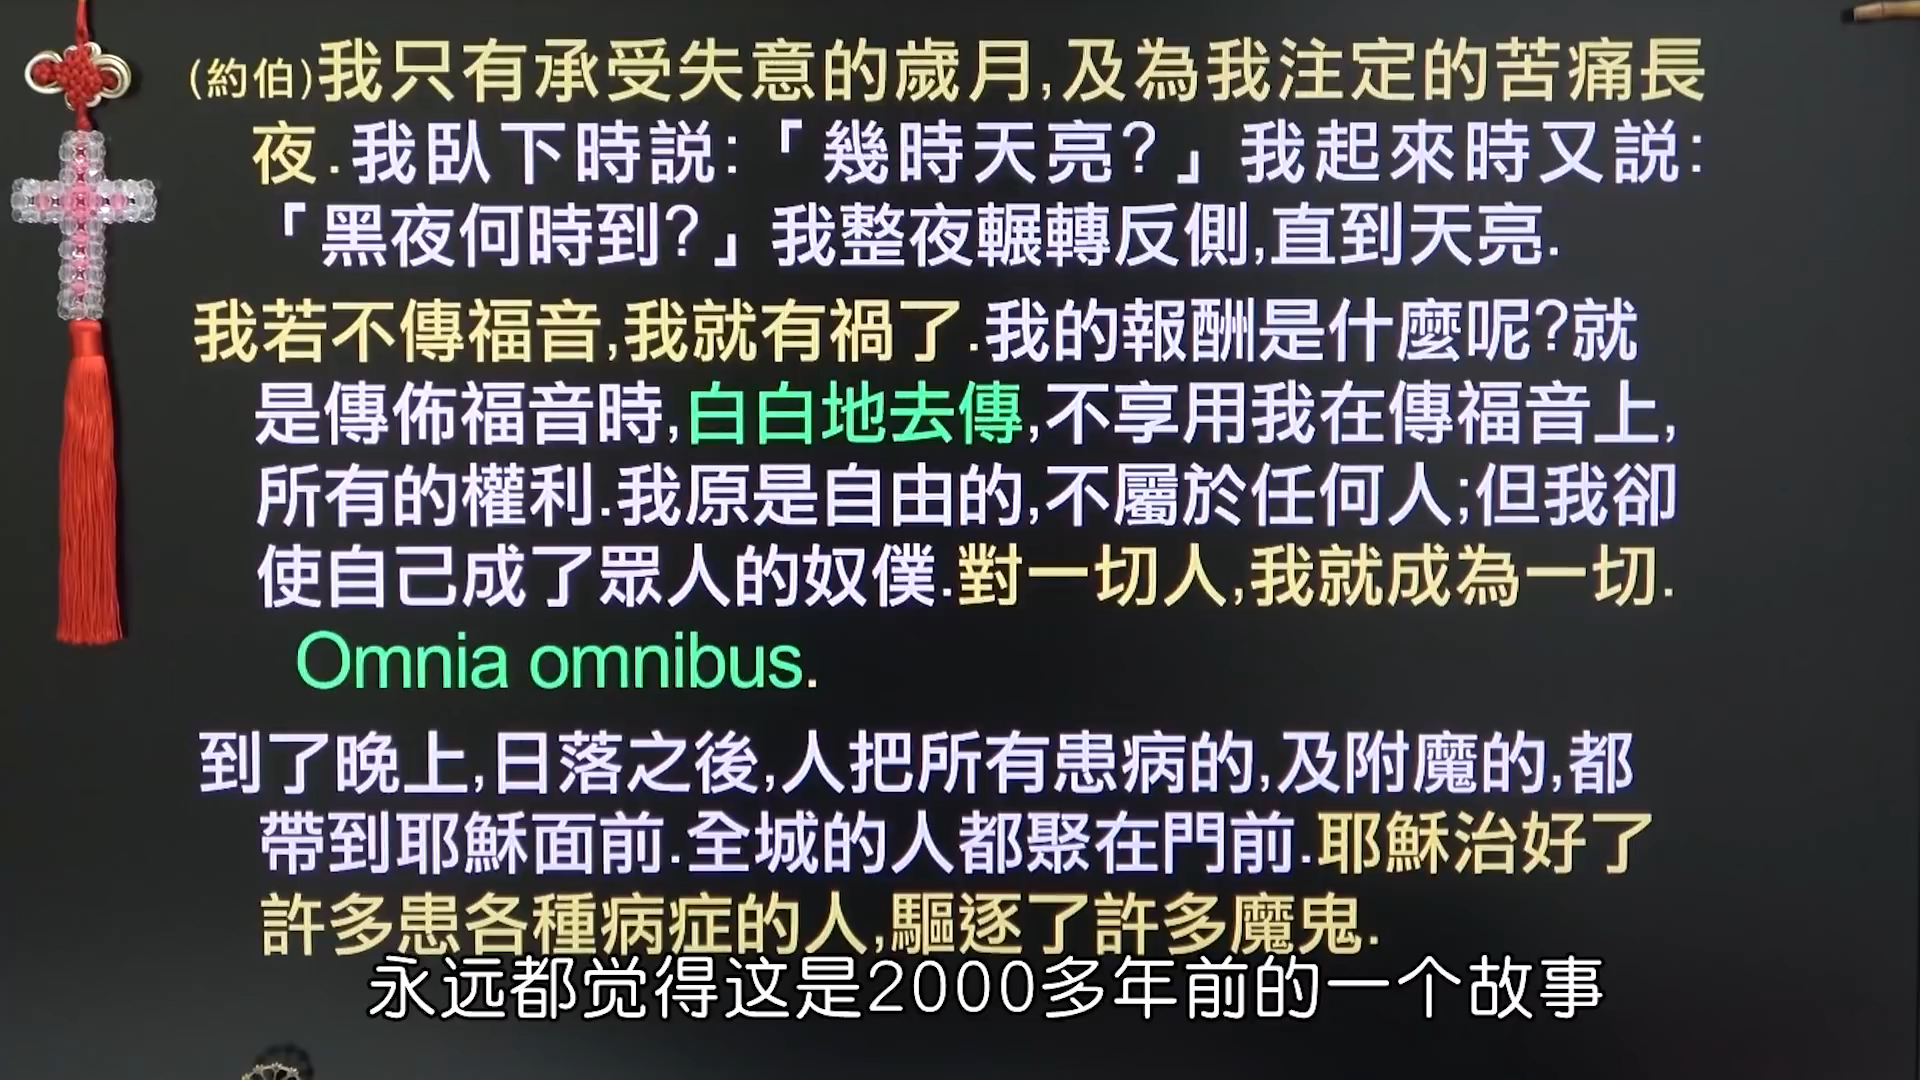 (約伯)我只有承受失意的歲月,及為我注定的苦痛長
夜.我臥下時説:「幾時天亮?」我起來時又説:
「黑夜何時到?」我整夜輾轉反側,直到天亮.
我若不傳福音,我就有禍了.我的報酬是什麼呢?就
是傳佈福音時,白白地去傳,不享用我在傳福音上,
所有的權利.我原是自由的,不屬於任何人;但我卻
使自己成了眾人的奴僕.對一切人,我就成為一切.
Omnia omnibus.
到了晚上,日落之後,人把所有患病的,及附魔的,都
帶到耶穌面前.全城的人都聚在門前.耶穌治好了
許多患各種病症的人,驅逐了許多魔鬼.
永远都觉得这是2000多年前的一个故事